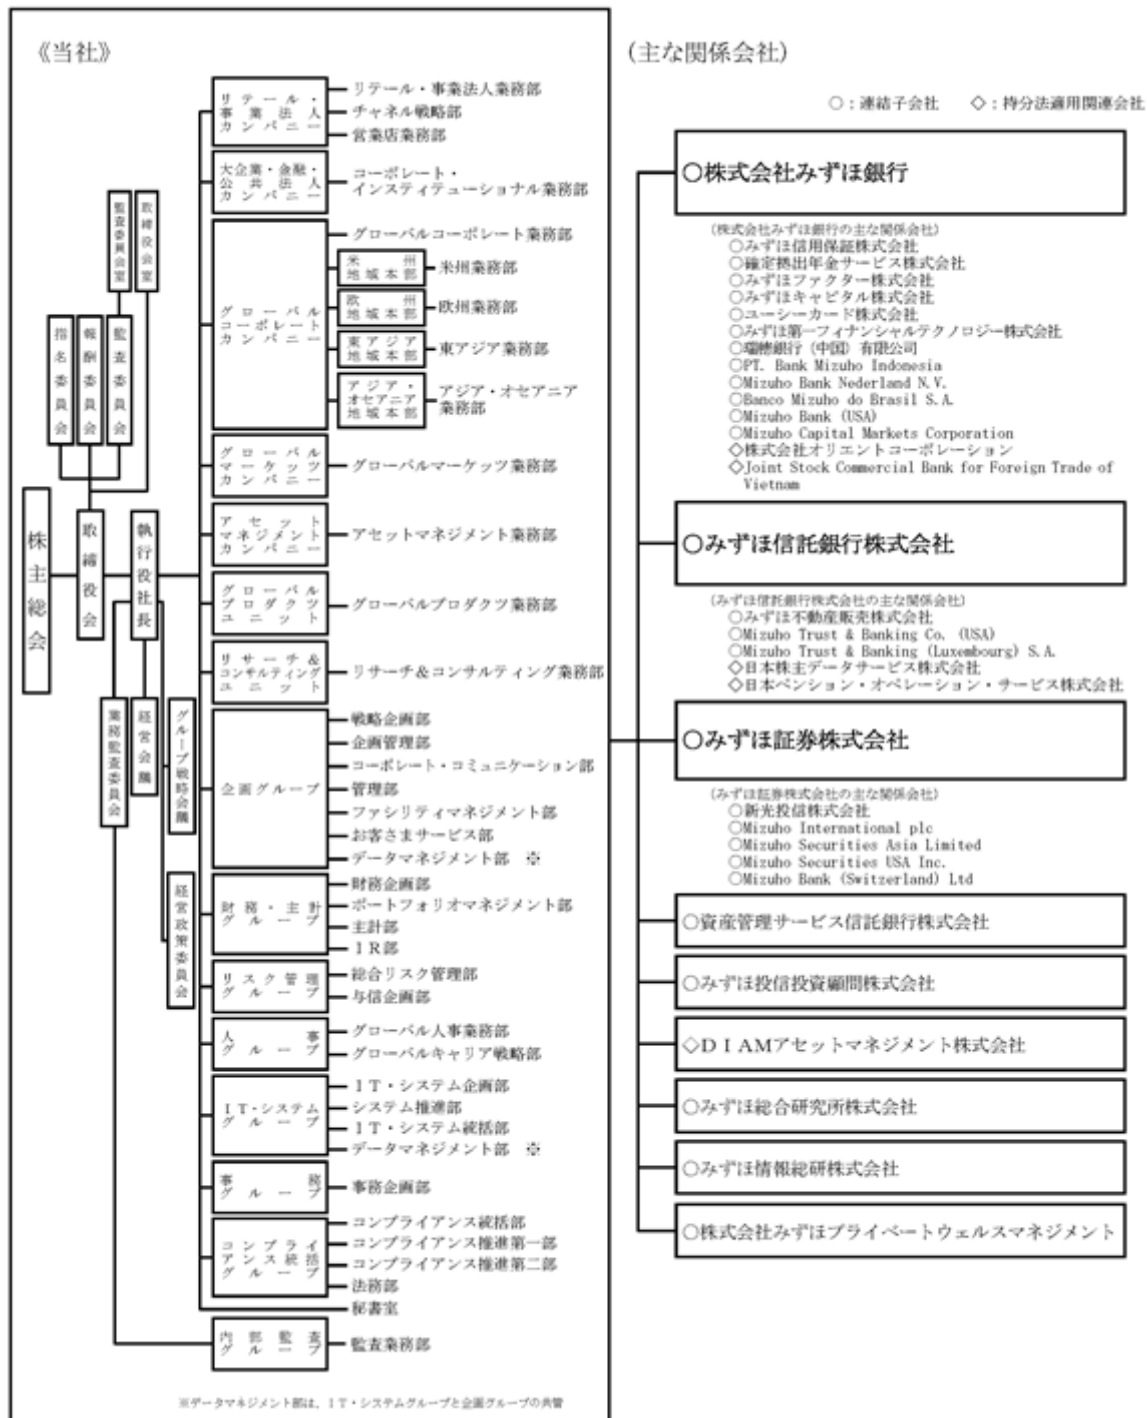 《当社》
株主総会
取締役会
指名委員会
報酬委員会
監査委員会
監査委員会室
取締役会室
執行役社長
業務監査委員会
経営会議
グループ戦略会議
経営政策委員会
リテール・
事業法人
カンパニー
リテール・事業法人業務部
チャネル戦略部
営業店業務部
大企業・金融・
公共法人
カンパニー
コーポレート・
インスティテューショナル業務部
グローバル
コーポレート
カンパニー
グローバルコーポレート業務部
米州
地域本部
米州業務部
欧州
地域本部
欧州業務部
東アジア
地域本部
東アジア業務部
アジア・
オセアニア
地域本部
アジア・オセアニア
業務部
グローバル
マーケッツ
カンパニー
グローバルマーケッツ業務部
アセット
マネジメント
カンパニー
アセットマネジメント業務部
グローバル
プロダクツ
ユニット
グローバルプロダクツ業務部
リサーチ&
コンサルティング
ユニット
リサーチ&コンサルティング業務部
企画グループ
戦略企画部
企画管理部
コーポレート・コミュニケーション部
管理部
ファシリティマネジメント部
お客さまサービス部
データマネジメント部 ※
財務・主計
グループ
財務企画部
ポートフォリオマネジメント部
主計部
IR部
リスク管理
グループ
総合リスク管理部
与信企画部
人事
グループ
グローバル人事業務部
グローバルキャリア戦略部
IT・システム
グループ
IT・システム企画部
システム推進部
IT・システム統括部
データマネジメント部 ※
事務
グループ
事務企画部
コンプライ
アンス統括
グループ
コンプライアンス統括部
コンプライアンス推進第一部
コンプライアンス推進第二部
法務部
秘書室
内部監査
グループ
監査業務部
※データマネジメント部は、IT・システムグループと企画グループの共管
(主な関係会社)
○:連結子会社 ◇:持分法適用関連会社
○株式会社みずほ銀行
(株式会社みずほ銀行の主な関係会社)
○みずほ信用保証株式会社
○確定拠出年金サービス株式会社
○みずほファクター株式会社
○みずほキャピタル株式会社
○ユーシーカード株式会社
○みずほ第一フィナンシャルテクノロジー株式会社
○瑞穂銀行(中国)有限公司
○PT. Bank Mizuho Indonesia
○Mizuho Bank Nederland N.V.
○Banco Mizuho do Brasil S.A.
○Mizuho Bank (USA)
○Mizuho Capital Markets Corporation
◇株式会社オリエントコーポレーション
◇Joint Stock Commercial Bank for Foreign Trade of
Vietnam
○みずほ信託銀行株式会社
(みずほ信託銀行株式会社の主な関係会社)
○みずほ不動産販売株式会社
○Mizuho Trust & Banking Co. (USA)
○Mizuho Trust & Banking (Luxembourg) S.A.
◇日本株主データサービス株式会社
◇日本ペンション・オペレーション・サービス株式会社
○みずほ証券株式会社
(みずほ証券株式会社の主な関係会社)
○新光投信株式会社
○Mizuho International plc
○Mizuho Securities Asia Limited
○Mizuho Securities USA Inc.
○Mizuho Bank (Switzerland) Ltd
○資産管理サービス信託銀行株式会社
○みずほ投信投資顧問株式会社
◇DIAMアセットマネジメント株式会社
○みずほ総合研究所株式会社
○みずほ情報総研株式会社
○株式会社みずほプライベートウェルスマネジメント